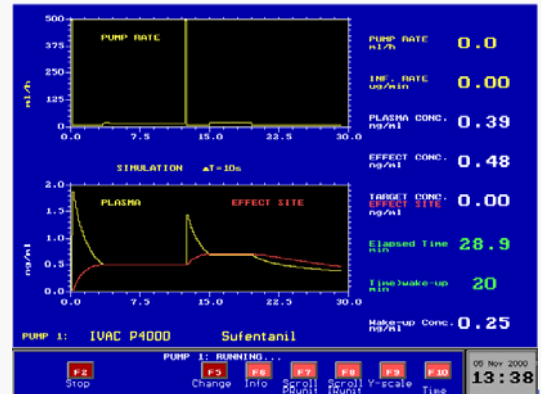 500
375
250
125
0
ml/h
PUMP RATE
0.0 7.5 15.0 22.5 30.0
SIMULATION ▲T=10s
2.0
1.5
1.0
0.5
0.0
ng/ml
PLASMA EFFECT SITE
0.0 7.5 15.0 22.5 30.0
PUMP 1: IVAC P4000 Sufentanil
PUMP RATE
ml/h
0.0
INF. RATE
ug/min
0.00
PLASMA CONC.
ng/ml
0.39
EFFECT CONC.
ng/ml
0.48
TARGET CONC.
EFFECT SITE
ng/ml
0.00
Elapsed Time
min
28.9
Time>wake-up
min
20
Wake-up Conc.
ng/ml
0.25
PUMP 1: RUNNING...
F2 F5 F6 F7 F8 F9 F10
Stop Change Info Scroll Scroll Y-scale Time
PRunit IRunit
05 Nov 2000
13:38